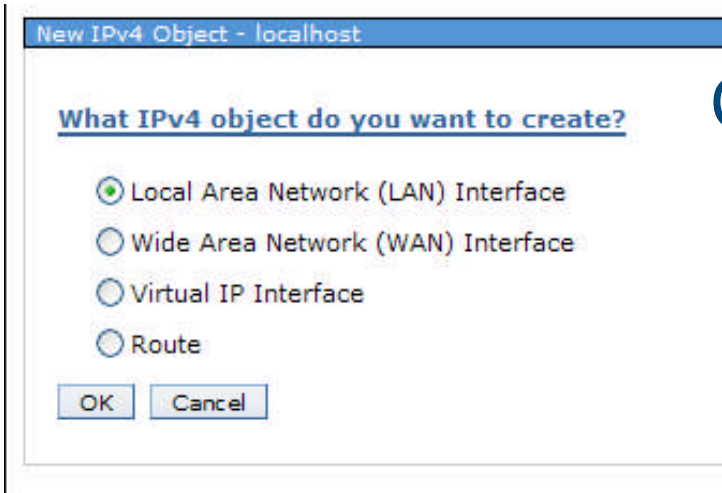 New IPv4 Object - localhost
What IPv4 object do you want to create?
Local Area Network (LAN) Interface
Wide Area Network (WAN) Interface
Virtual IP Interface
Route
OK Cancel